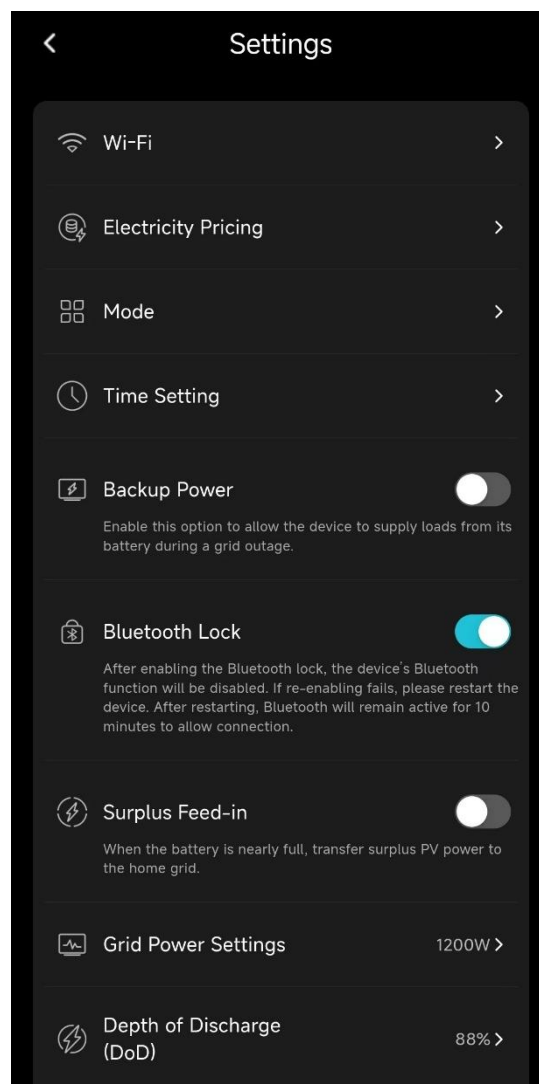 Settings
Wi-Fi
Electricity Pricing
Mode
Time Setting
Backup Power
Enable this option to allow the device to supply loads from its
battery during a grid outage.
Bluetooth Lock
After enabling the Bluetooth lock, the device's Bluetooth
function will be disabled. If re-enabling fails, please restart the
device. After restarting, Bluetooth will remain active for 10
minutes to allow connection.
Surplus Feed-in
When the battery is nearly full, transfer surplus PV power to
the home grid.
Grid Power Settings 1200W
Depth of Discharge
(DoD) 88%